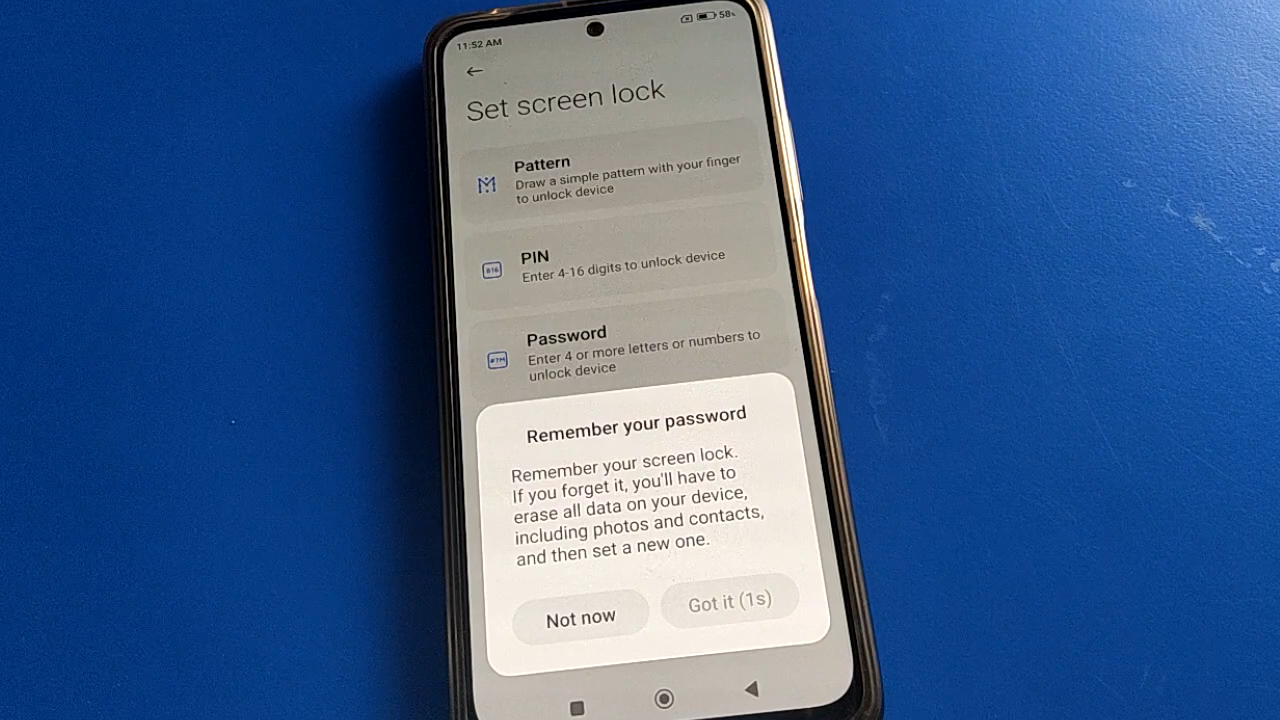 11:52 AM
58%
Set screen lock
Pattern
Draw a simple pattern with your finger
to unlock device
PIN
Enter 4-16 digits to unlock device
Password
Enter 4 or more letters or numbers to
unlock device
Remember your password
Remember your screen lock.
If you forget it, you'll have to
erase all data on your device,
including photos and contacts,
and then set a new one.
Not now
Got it (1s)